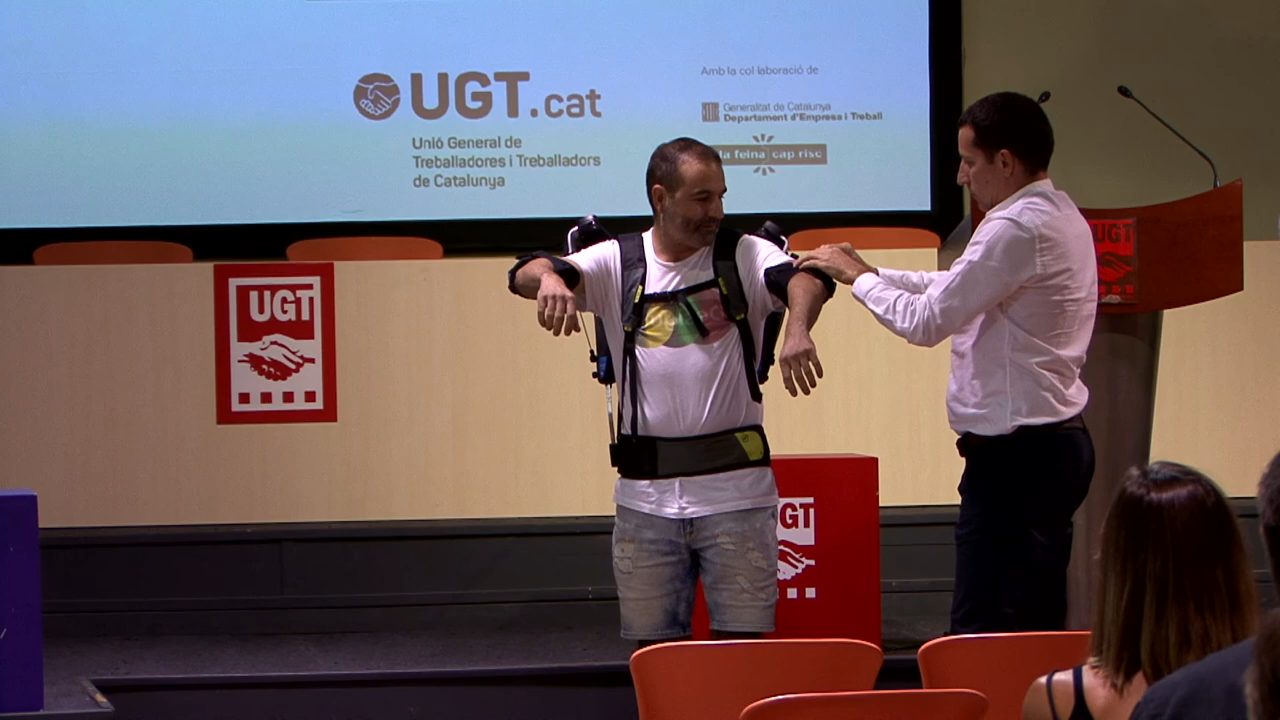 UGT.cat
Unió General de
Treballadores i Treballadors
de Catalunya
Amb la col·laboració de
Generalitat de Catalunya
Departament d'Empresa i Treball
la feina cap risc
UGT
UGT
GT